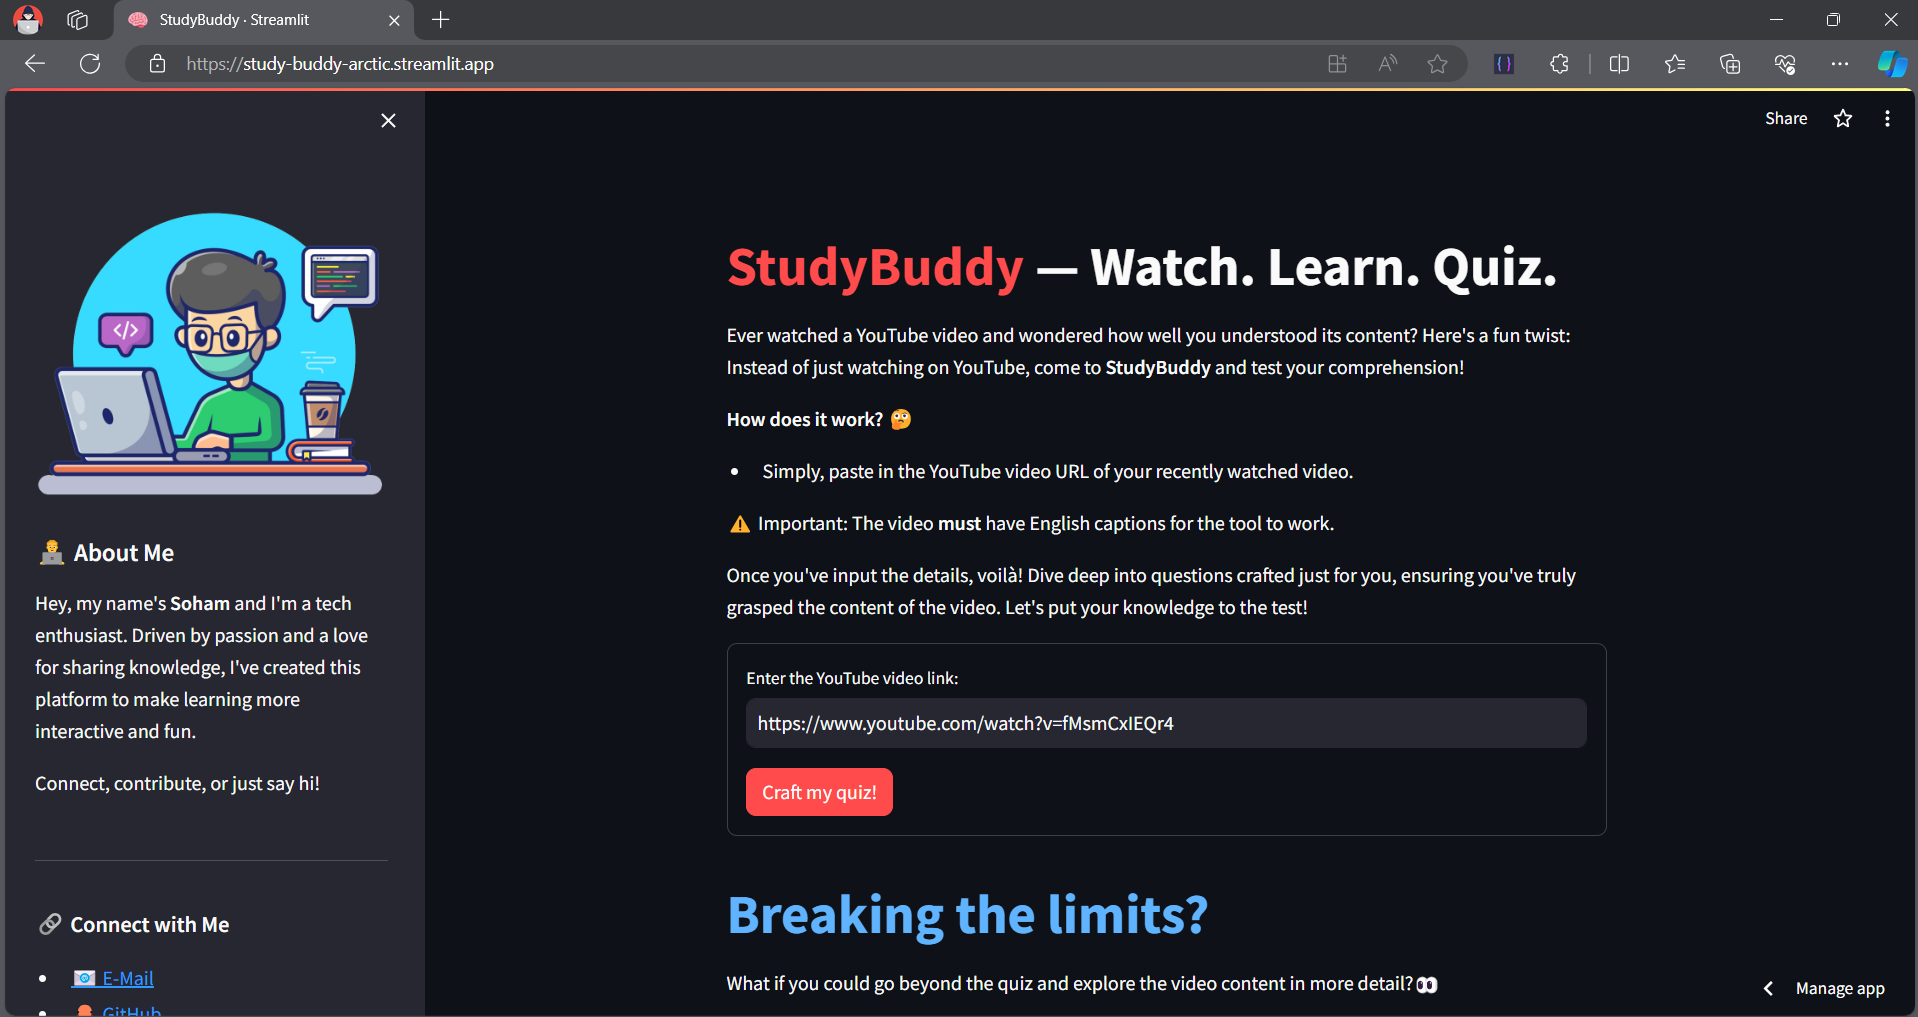 StudyBuddy · Streamlit
https://study-buddy-arctic.streamlit.app
Share
</>
👨‍💻 About Me
Hey, my name's Soham and I'm a tech
enthusiast. Driven by passion and a love
for sharing knowledge, I've created this
platform to make learning more
interactive and fun.
Connect, contribute, or just say hi!
🔗 Connect with Me
• 📧 E-Mail
• GitHub
StudyBuddy — Watch. Learn. Quiz.
Ever watched a YouTube video and wondered how well you understood its content? Here's a fun twist:
Instead of just watching on YouTube, come to StudyBuddy and test your comprehension!
How does it work? 🤔
• Simply, paste in the YouTube video URL of your recently watched video.
⚠️ Important: The video must have English captions for the tool to work.
Once you've input the details, voilà! Dive deep into questions crafted just for you, ensuring you've truly
grasped the content of the video. Let's put your knowledge to the test!
Enter the YouTube video link:
https://www.youtube.com/watch?v=fMsmCxIEQr4
Craft my quiz!
Breaking the limits?
What if you could go beyond the quiz and explore the video content in more detail?👀
Manage app